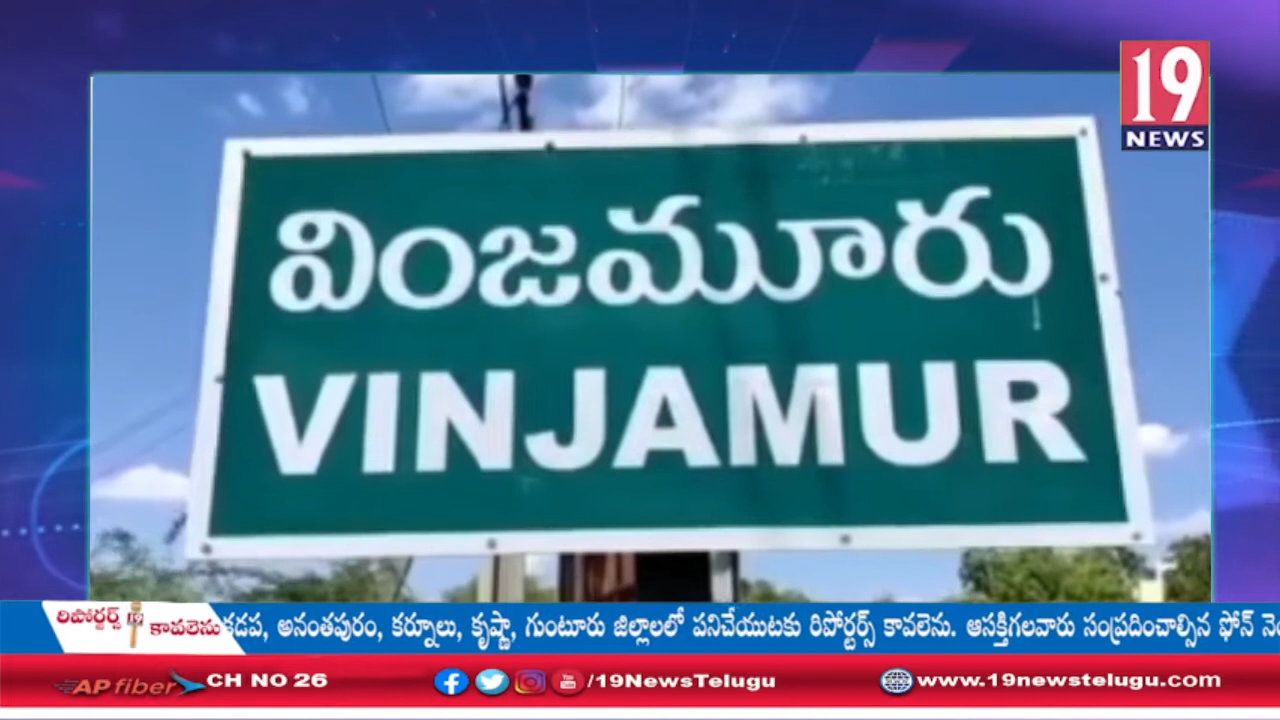 19
NEWS
వింజమూరు
VINJAMUR
రిపోర్టర్స్ 19 కావలెను
కడప, అనంతపురం, కర్నూలు, కృష్ణా, గుంటూరు జిల్లాలలో పనిచేయుటకు రిపోర్టర్స్ కావలెను. ఆసక్తిగలవారు సంప్రదించాల్సిన ఫోన్
AP fiber CH NO 26 /19NewsTelugu www.19newstelugu.com